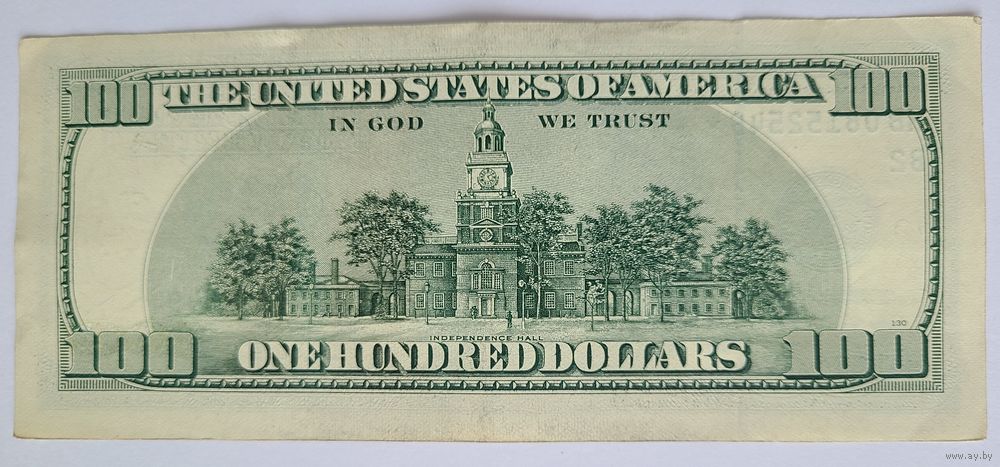 100 THE UNITED STATES OF AMERICA 100
IN GOD WE TRUST
130
INDEPENDENCE HALL
100 ONE HUNDRED DOLLARS 100
www.ay.by